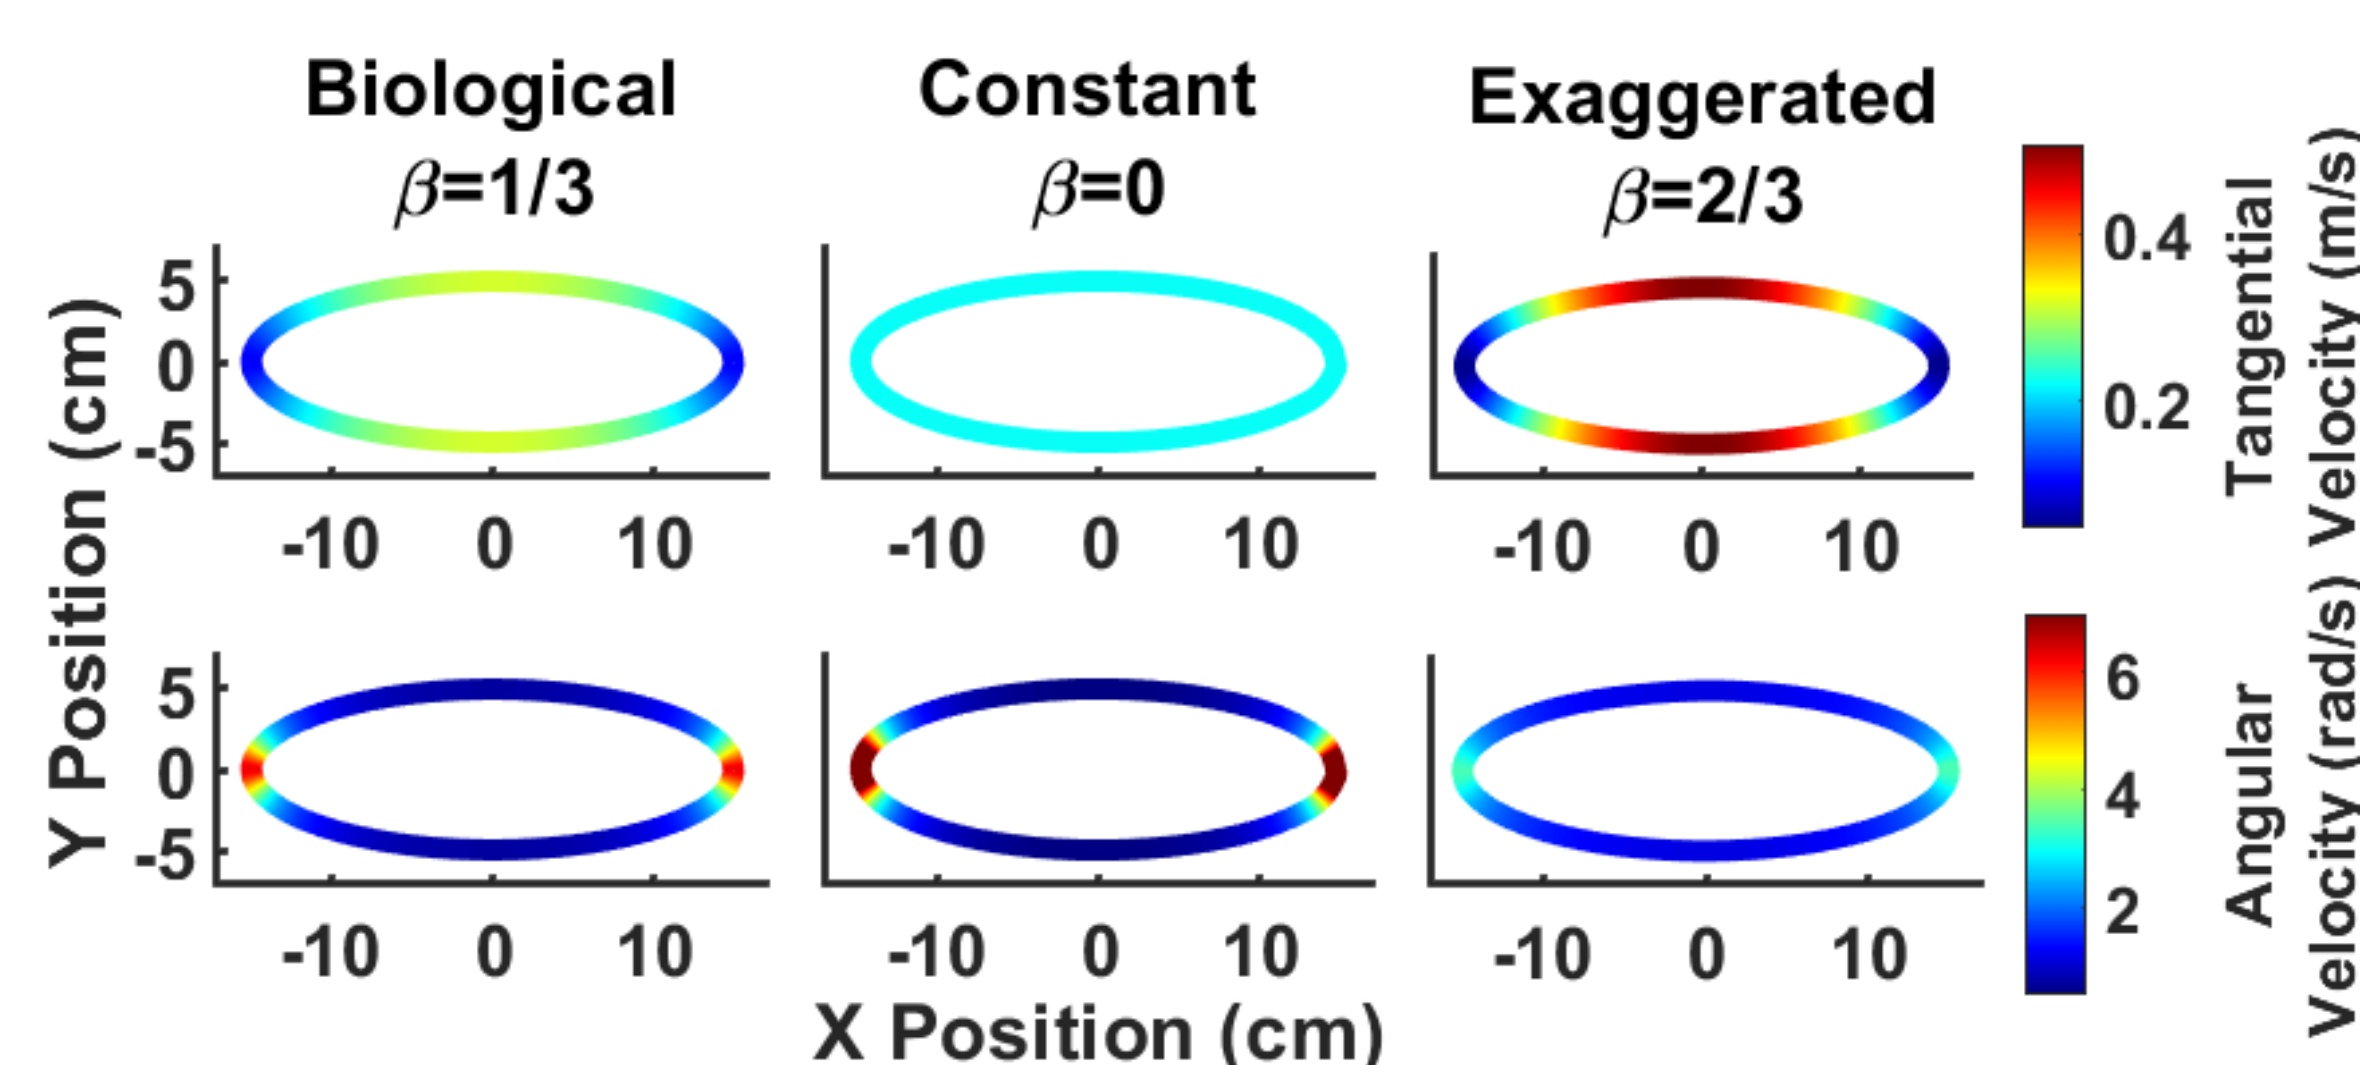 Biological
Constant
Exaggerated
β=1/3
β=0
β=2/3
Y Position (cm)
5
0
-5
-10 0 10
-10 0 10
-10 0 10
0.4
0.2
Tangential
Velocity (m/s)
5
0
-5
-10 0 10
-10 0 10
-10 0 10
6
4
2
Angular
Velocity (rad/s)
X Position (cm)